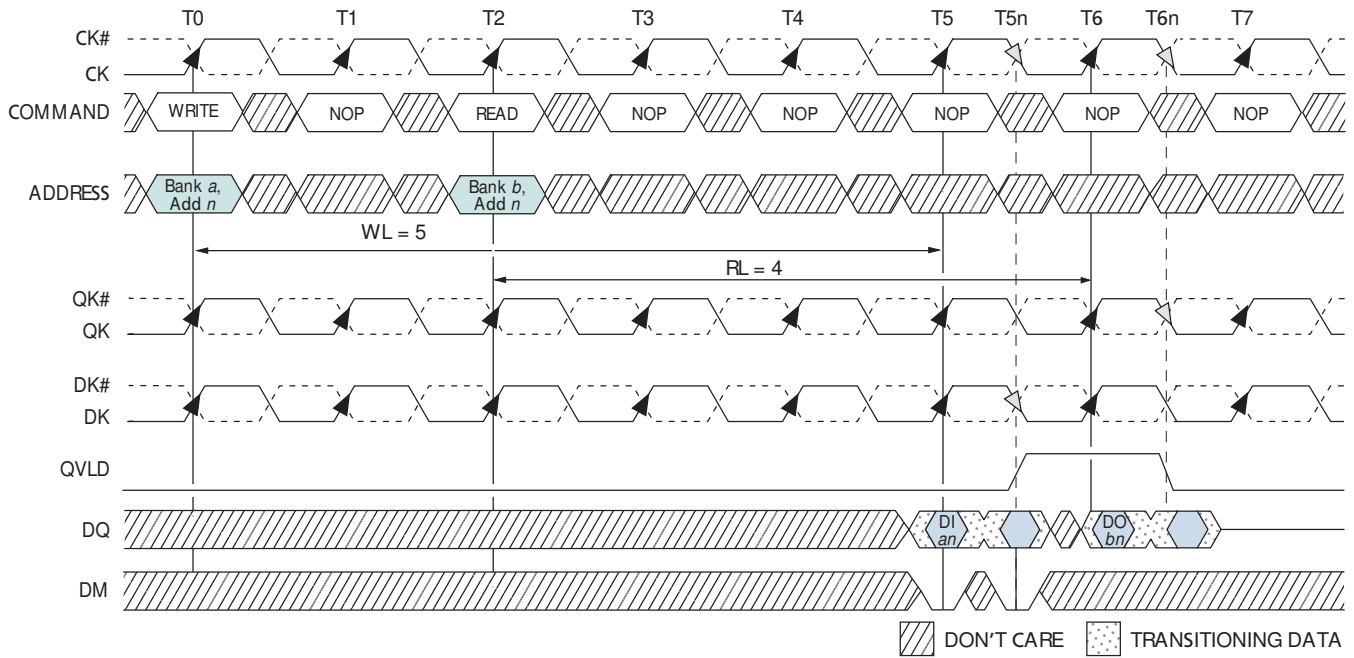 T0 T1 T2 T3 T4 T5 T5n T6 T6n T7
CK#
CK
COMMAND WRITE NOP READ NOP NOP NOP NOP NOP
ADDRESS Bank a, Add n Bank b, Add n
WL = 5
RL = 4
QK#
QK
DK#
DK
QVLD
DQ DI an DO bn
DM
DON'T CARE TRANSITIONING DATA